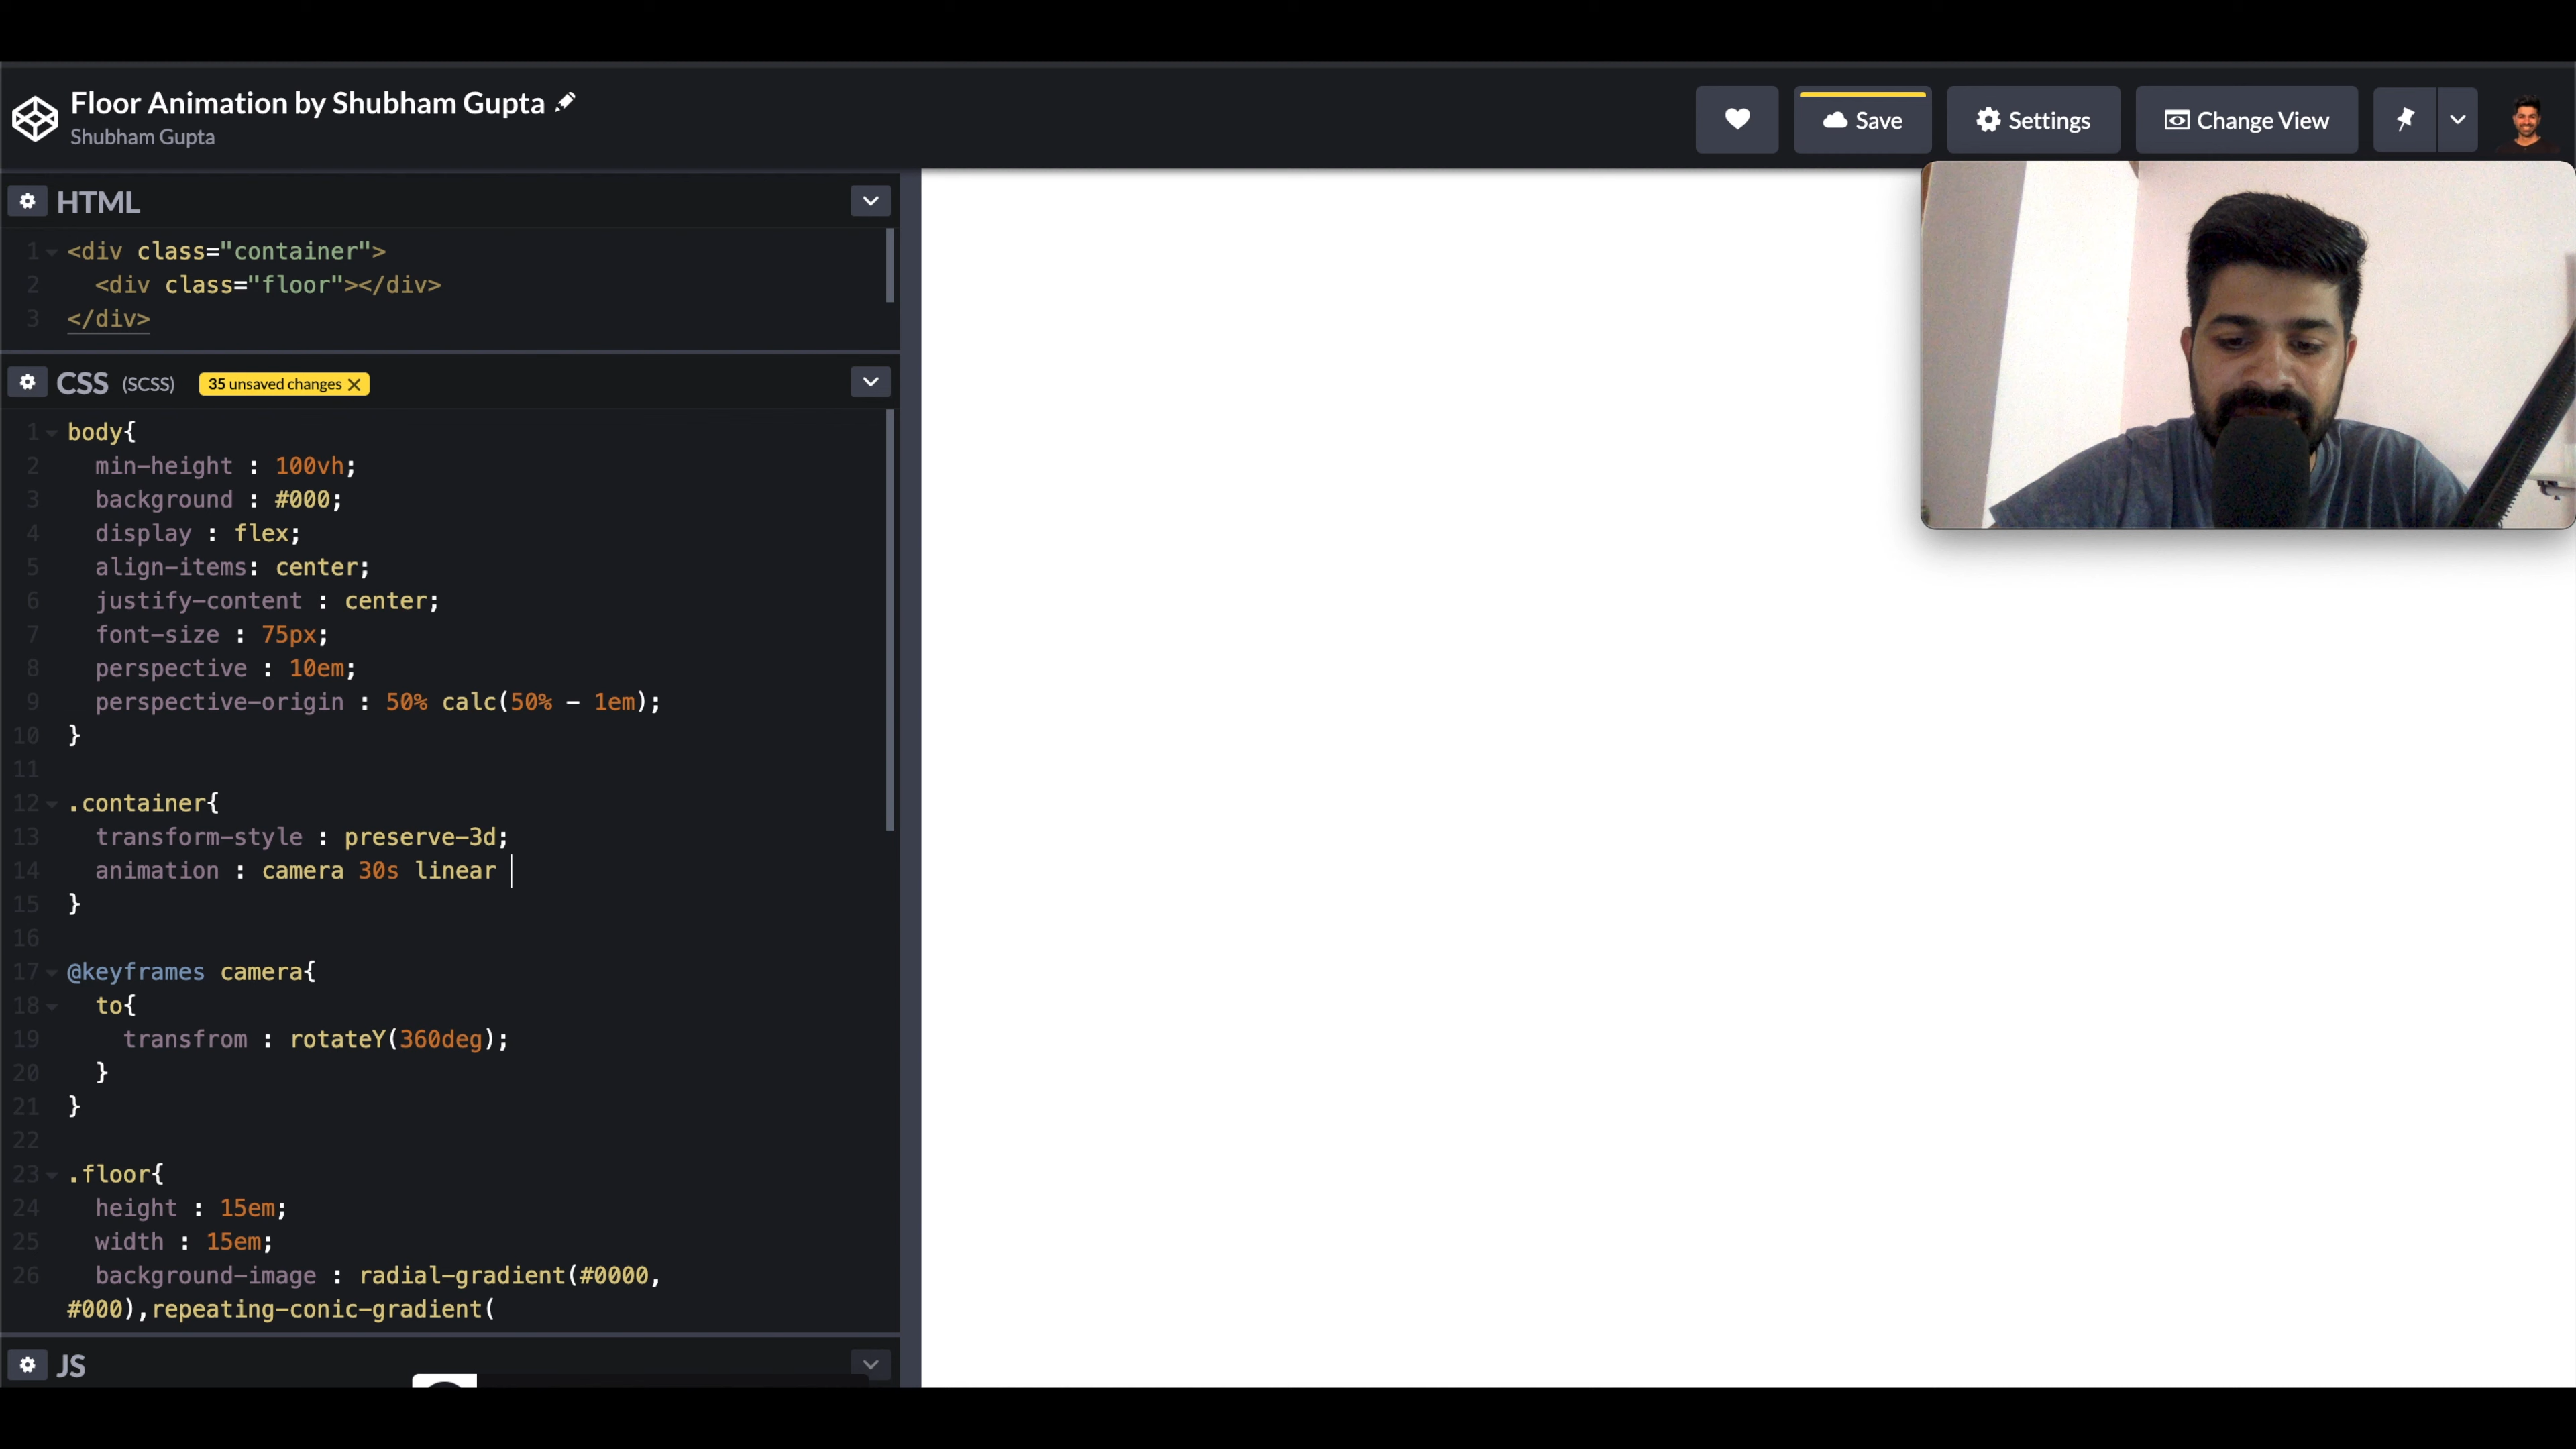 Floor Animation by Shubham Gupta
Shubham Gupta
Save
Settings
Change View
HTML
1 <div class="container">
2 <div class="floor"></div>
3 </div>
CSS (SCSS) 35 unsaved changes
1 body{
2 min-height : 100vh;
3 background : #000;
4 display : flex;
5 align-items: center;
6 justify-content : center;
7 font-size : 75px;
8 perspective : 10em;
9 perspective-origin : 50% calc(50% - 1em);
10 }
11
12 .container{
13 transform-style : preserve-3d;
14 animation : camera 30s linear
15 }
16
17 @keyframes camera{
18 to{
19 transfrom : rotateY(360deg);
20 }
21 }
22
23 .floor{
24 height : 15em;
25 width : 15em;
26 background-image : radial-gradient(#0000,
#000),repeating-conic-gradient(
JS